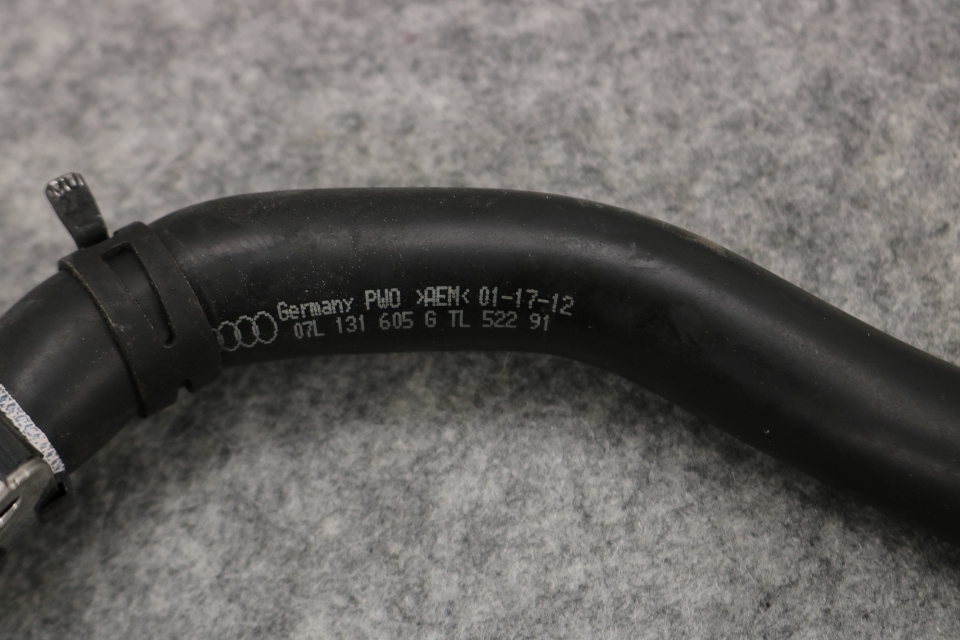 Germany PWO >AEM< 01-17-12
07L 131 605 G TL 522 91